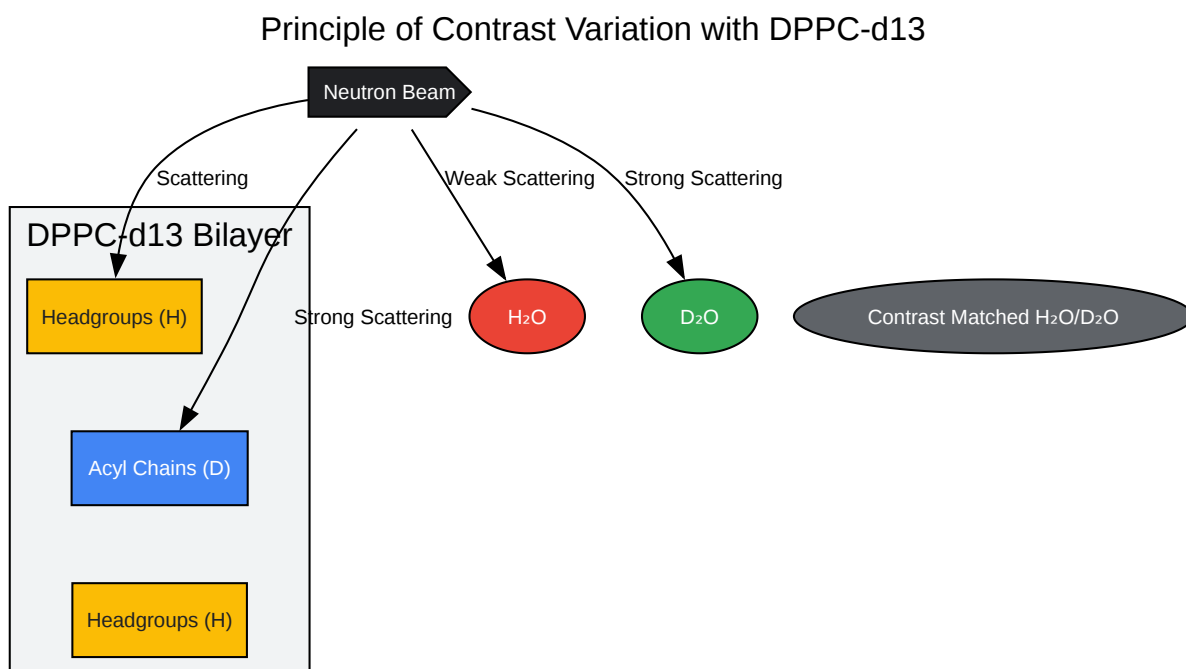 Principle of Contrast Variation with DPPC-d13
Neutron Beam
Scattering
Weak Scattering
Strong Scattering
DPPC-d13 Bilayer
Headgroups (H)
Strong Scattering
H₂O
D₂O
Contrast Matched H₂O/D₂O
Acyl Chains (D)
Headgroups (H)